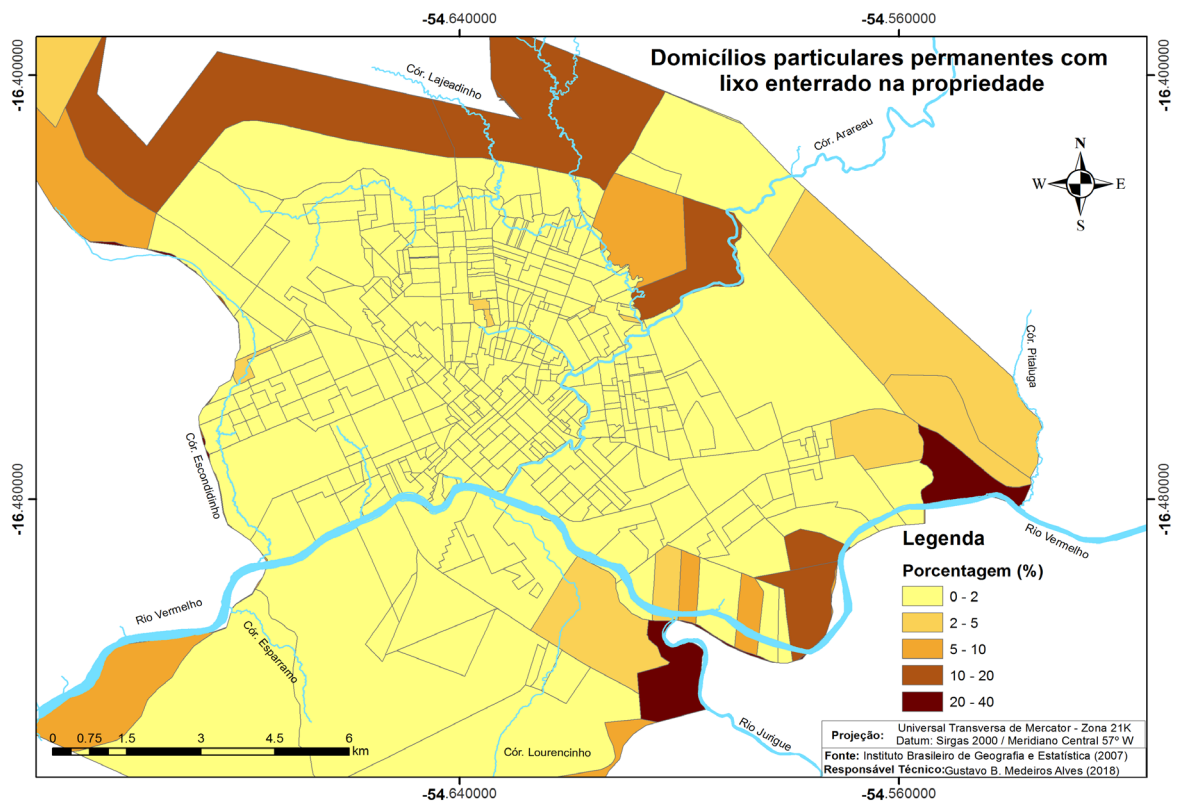 -54.640000
-54.560000
Domicílios particulares permanentes com
lixo enterrado na propriedade
-16.400000
-16.400000
Cór. Lajeadinho
Cór. Arareau
N
W
E
S
Cór. Pitaluga
Cór. Escondidinho
-16.480000
-16.480000
Rio Vermelho
Legenda
Porcentagem (%)
0 - 2
2 - 5
5 - 10
10 - 20
20 - 40
Rio Vermelho
Cór. Esparramo
Rio Jurigue
Cór. Lourencinho
0 0.75 1.5 3 4.5 6
km
Projeção: Universal Transversa de Mercator - Zona 21K
Datum: Sirgas 2000 / Meridiano Central 57º W
Fonte: Instituto Brasileiro de Geografia e Estatística (2007)
Responsável Técnico:Gustavo B. Medeiros Alves (2018)
-54.640000
-54.560000